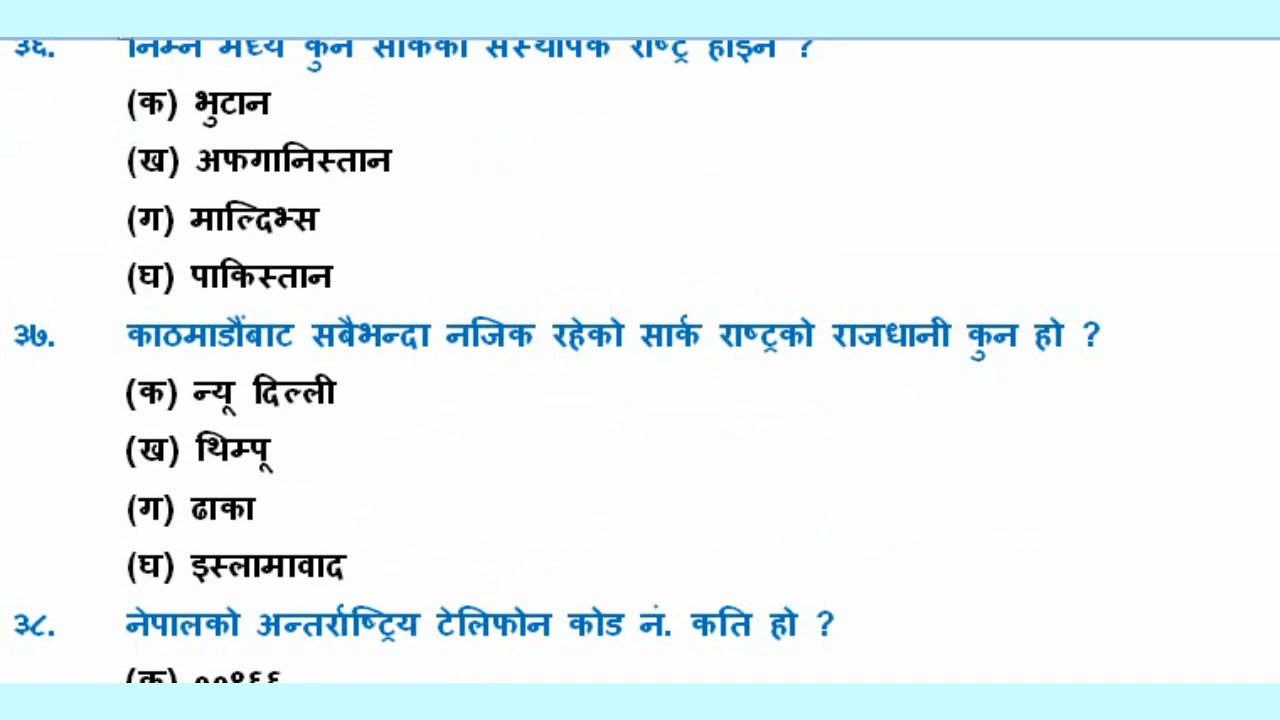 ३६. निम्न मध्य कुन सार्कको संस्थापक राष्ट्र होइन ?
(क) भुटान
(ख) अफगानिस्तान
(ग) माल्दिभ्स
(घ) पाकिस्तान
३७. काठमाडौंबाट सबैभन्दा नजिक रहेको सार्क राष्ट्रको राजधानी कुन हो ?
(क) न्यू दिल्ली
(ख) थिम्पू
(ग) ढाका
(घ) इस्लामावाद
३८. नेपालको अन्तर्राष्ट्रिय टेलिफोन कोड नं. कति हो ?
(क)